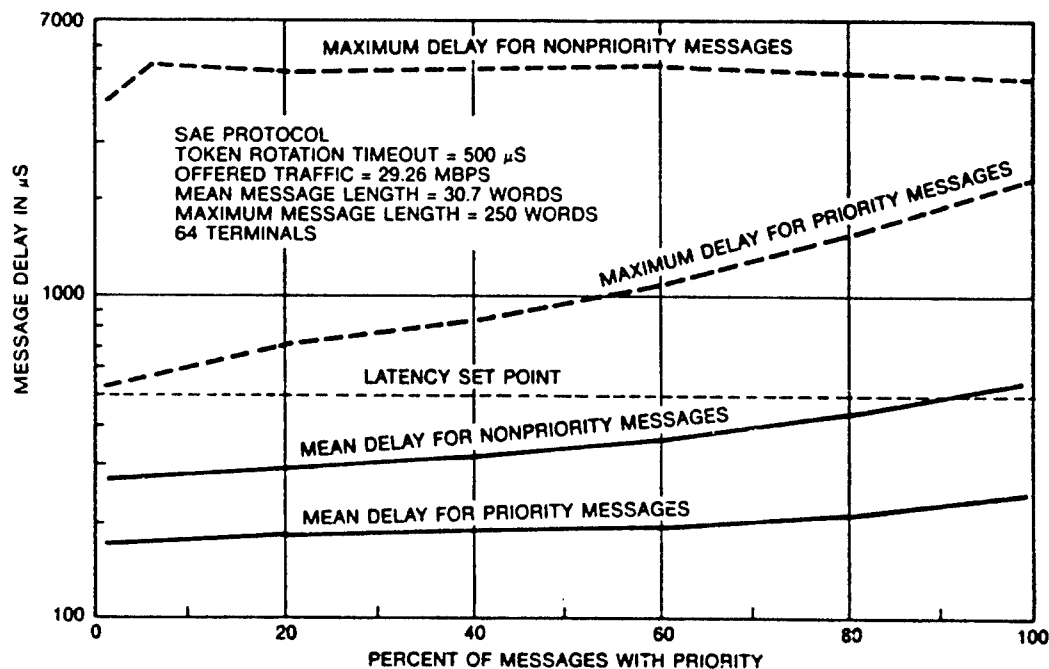 7000
MAXIMUM DELAY FOR NONPRIORITY MESSAGES
SAE PROTOCOL
TOKEN ROTATION TIMEOUT = 500 µS
OFFERED TRAFFIC = 29.26 MBPS
MEAN MESSAGE LENGTH = 30.7 WORDS
MAXIMUM MESSAGE LENGTH = 250 WORDS
64 TERMINALS
MAXIMUM DELAY FOR PRIORITY MESSAGES
MESSAGE DELAY IN µS
1000
LATENCY SET POINT
MEAN DELAY FOR NONPRIORITY MESSAGES
MEAN DELAY FOR PRIORITY MESSAGES
100
0 20 40 60 80 100
PERCENT OF MESSAGES WITH PRIORITY